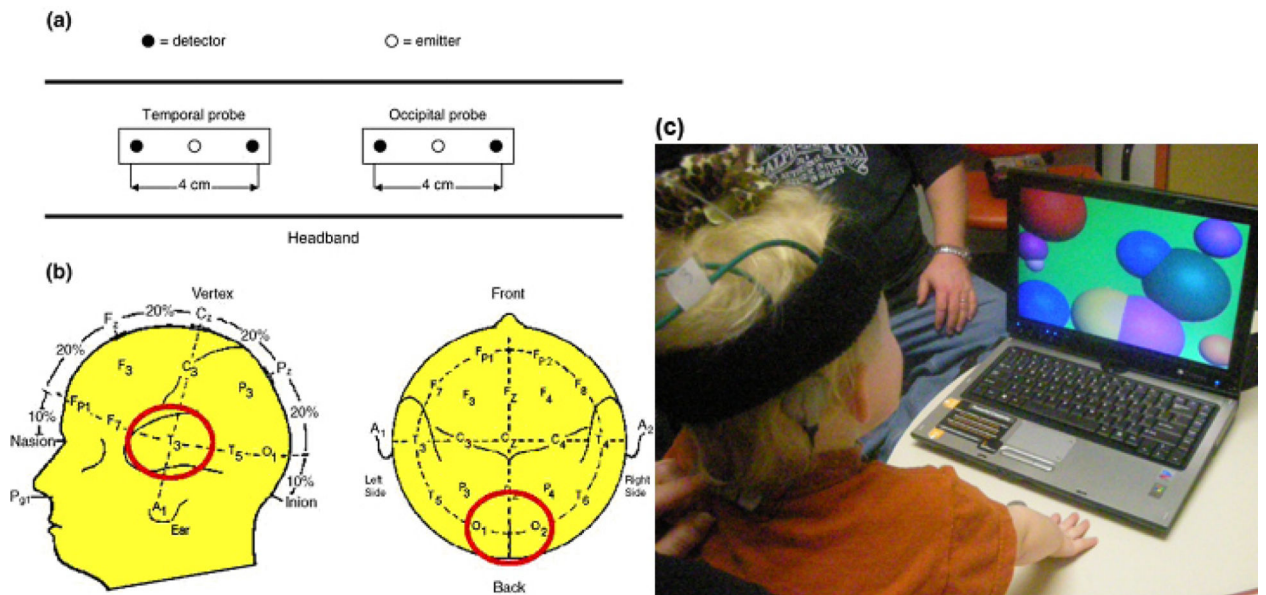 (a)
= detector
= emitter
Temporal probe
Occipital probe
4 cm
4 cm
Headband
(b)
Vertex
20%
Cz
20%
Fz
20%
F3
C3
P3
Pz
20%
Fp1
10%
F7
T3
T5
O1
Nasion
10%
Inion
Pg1
A1
Ear
Front
Fp1
Fp2
F7
F3
Fz
F4
F8
A1
T3
C3
Cz
C4
T4
A2
Left
Side
Right
Side
T5
P3
P4
T6
O1
O2
Back
(c)